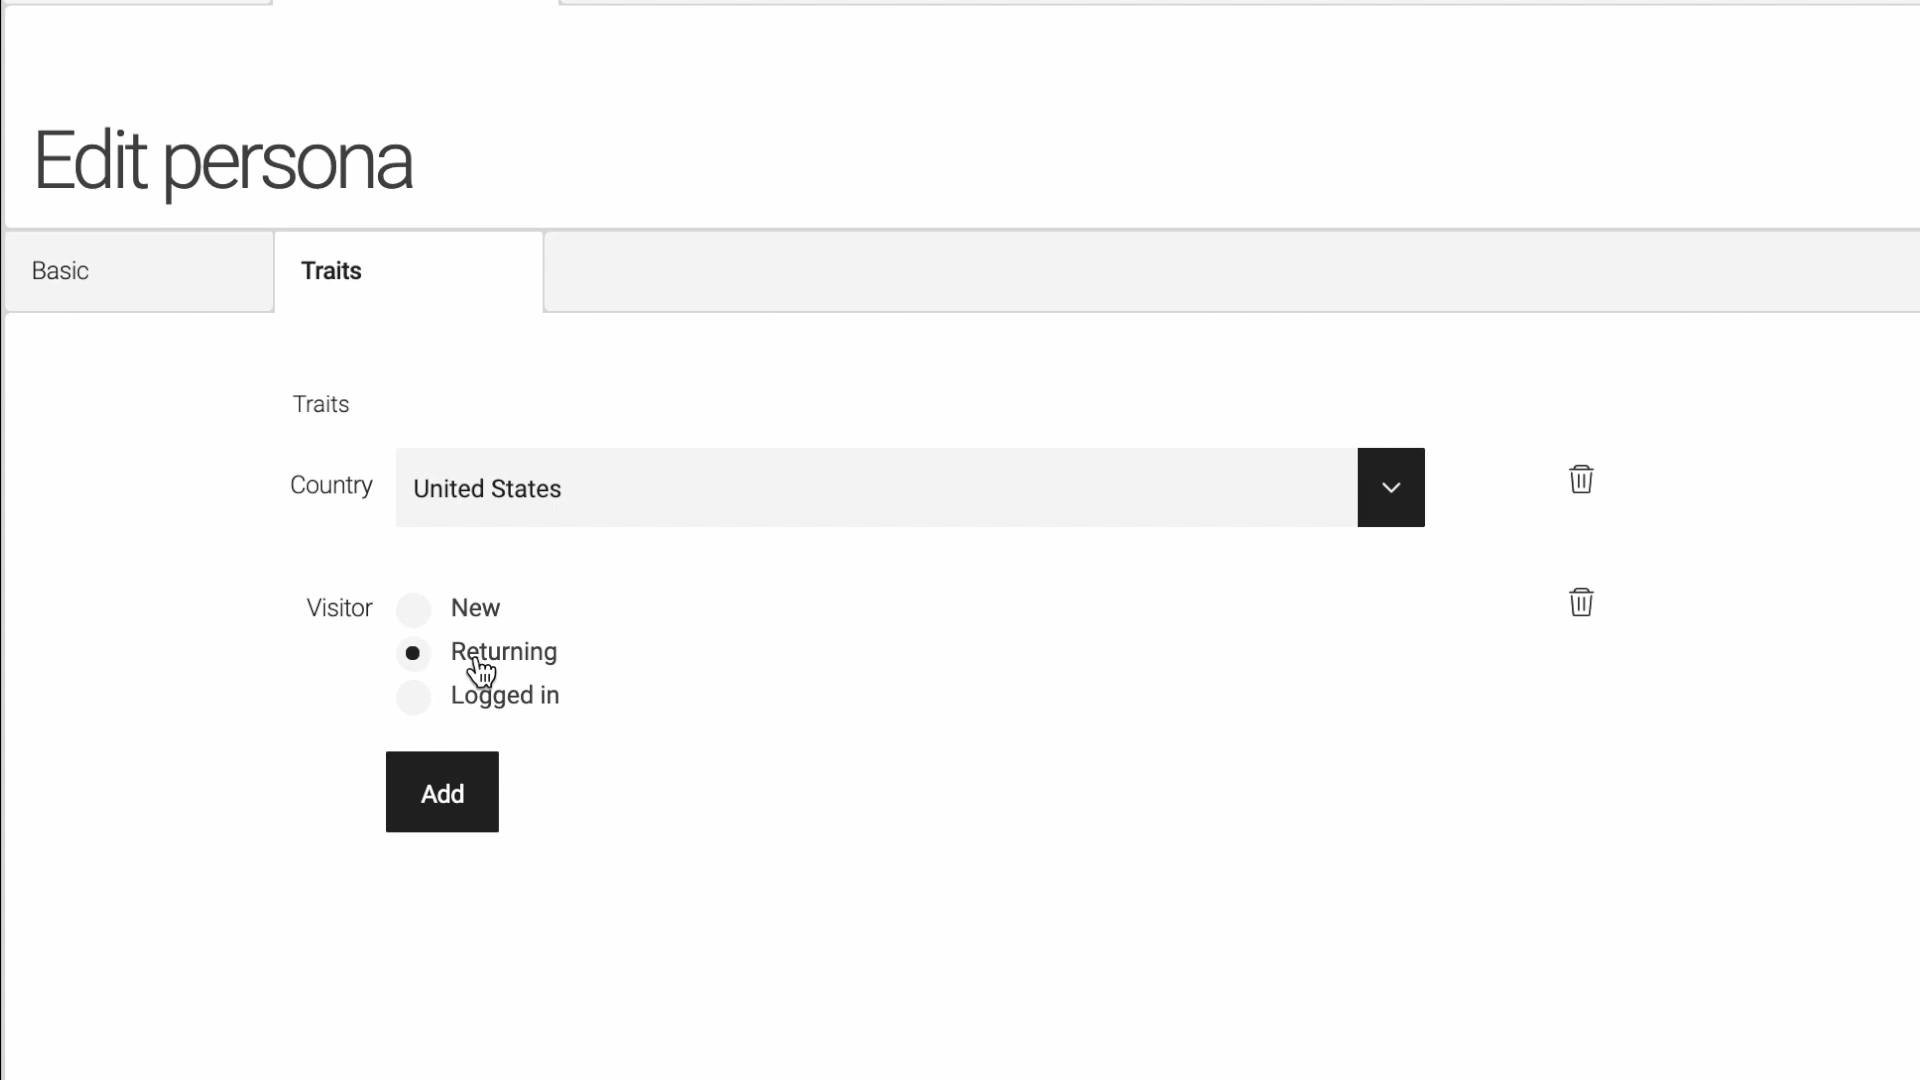 Edit persona
Basic
Traits
Traits
Country
United States
Visitor
New
Returning
Logged in
Add